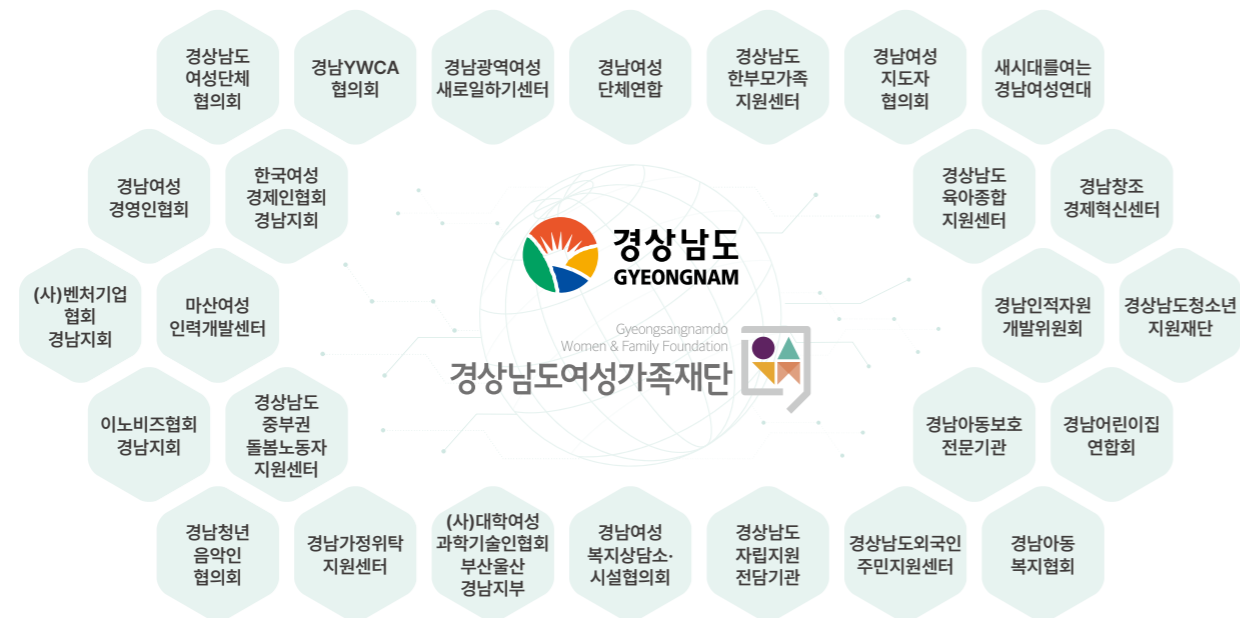 경상남도
여성단체
협의회
경남YWCA
협의회
경남광역여성
새로일하기센터
경남여성
단체연합
경상남도
한부모가족
지원센터
경남여성
지도자
협의회
새시대를여는
경남여성연대
경남여성
경영인협회
한국여성
경제인협회
경남지회
경상남도
육아종합
지원센터
경남창조
경제혁신센터
경상남도
GYEONGNAM
(사)벤처기업
협회
경남지회
마산여성
인력개발센터
경남인적자원
개발위원회
경상남도청소년
지원재단
Gyeongsangnamdo
Women & Family Foundation
경상남도여성가족재단
이노비즈협회
경남지회
경상남도
중부권
돌봄노동자
지원센터
경남아동보호
전문기관
경남어린이집
연합회
경남청년
음악인
협의회
경남가정위탁
지원센터
(사)대학여성
과학기술인협회
부산울산
경남지부
경남여성
복지상담소·
시설협의회
경상남도
자립지원
전담기관
경상남도외국인
주민지원센터
경남아동
복지협회